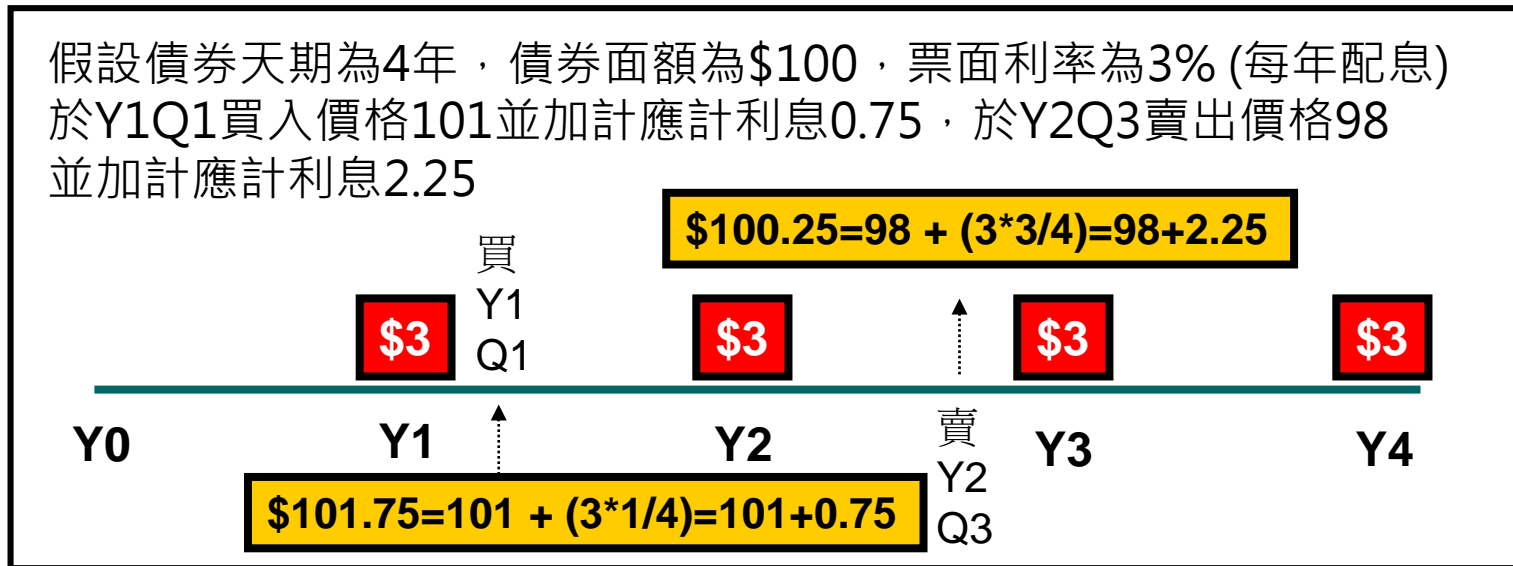 假設債券天期為4年，債券面額為$100，票面利率為3% (每年配息)
於Y1Q1買入價格101並加計應計利息0.75，於Y2Q3賣出價格98
並加計應計利息2.25
$100.25=98 + (3*3/4)=98+2.25
買
Y1
Q1
$3
$3
$3
$3
Y0
Y1
Y2
賣
Y2
Q3
Y3
Y4
$101.75=101 + (3*1/4)=101+0.75